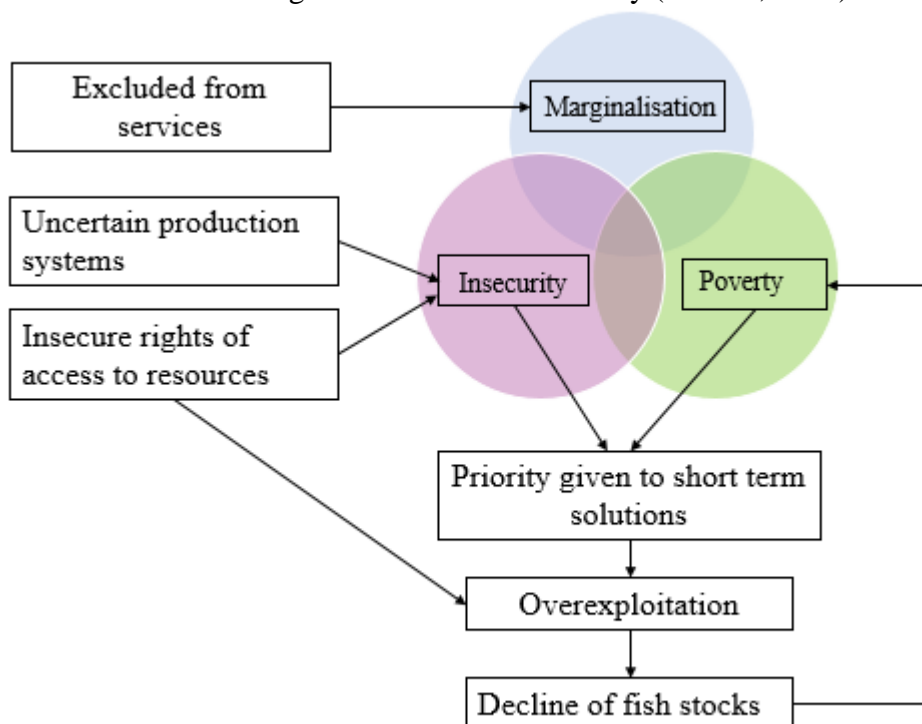 Excluded from
services
Marginalisation
Uncertain production
systems
Insecurity
Poverty
Insecure rights of
access to resources
Priority given to short term
solutions
Overexploitation
Decline of fish stocks